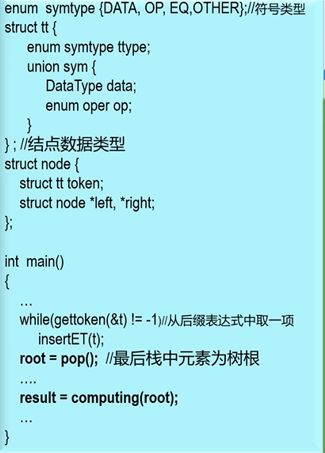 enum  symtype {DATA, OP, EQ,OTHER};//符号类型
struct tt {
enum symtype ttype;
union sym {
DataType data;
enum oper op;
}
} ; //结点数据类型
struct node {
struct tt token;
struct node *left, *right;
};
int  main()
{
…
while(gettoken(&t) != -1)//从后缀表达式中取一项
insertET(t);
root = pop();  //最后栈中元素为树根
….
result = computing(root);
…
}